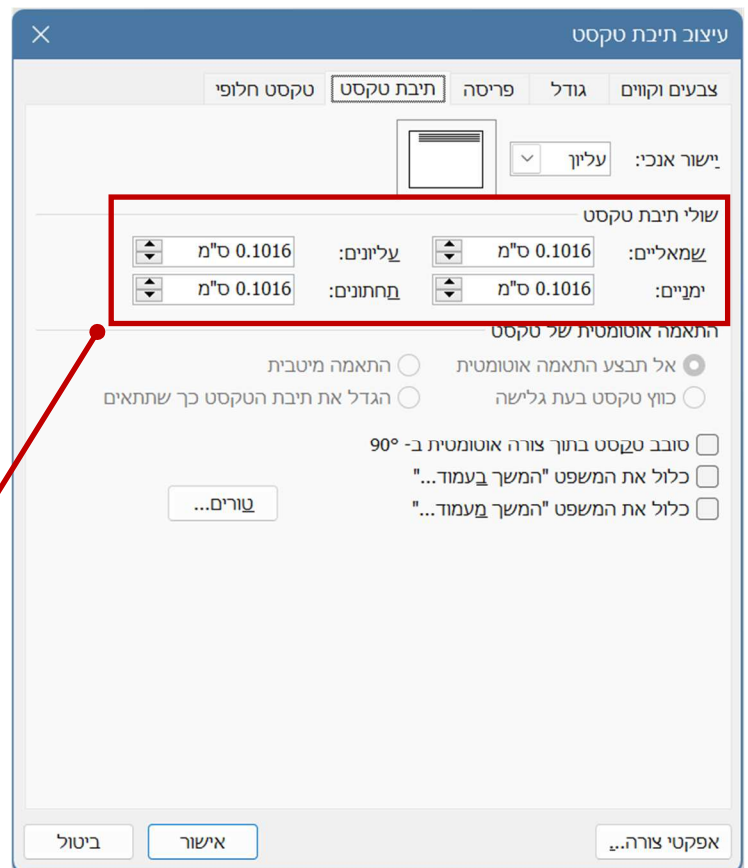 עיצוב תיבת טקסט
צבעים וקווים גודל פריסה תיבת טקסט טקסט חלופי
יישור אנכי: עליון
שולי תיבת טקסט
שמאליים: 0.1016 ס"מ עליונים: 0.1016 ס"מ
ימניים: 0.1016 ס"מ תחתונים: 0.1016 ס"מ
התאמה אוטומטית של טקסט
אל תבצע התאמה אוטומטית התאמה מיטבית
כווץ טקסט בעת גלישה הגדל את תיבת הטקסט כך שתתאים
סובב טקסט בתוך צורה אוטומטית ב- 90°
כלול את המשפט "המשך בעמוד..."
כלול את המשפט "המשך מעמוד..."
טורים...
אפקטי צורה... אישור ביטול